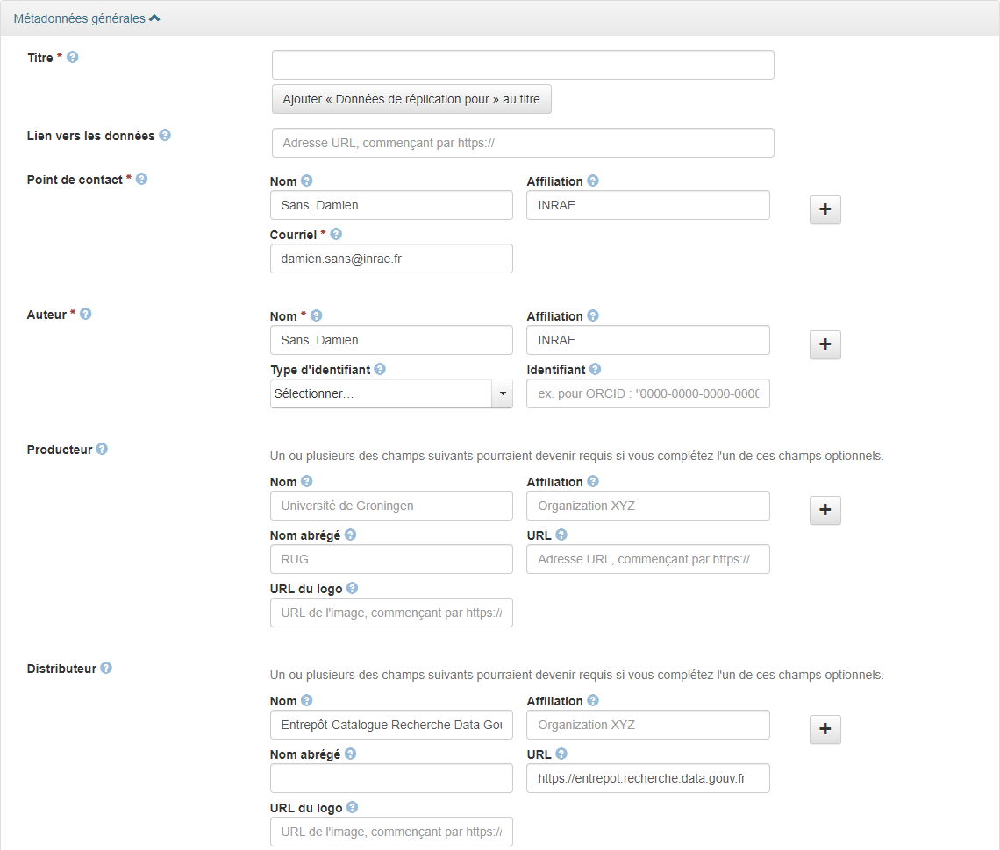 Métadonnées générales
Titre *
Ajouter « Données de réplication pour » au titre
Lien vers les données
Adresse URL, commençant par https://
Point de contact *
Nom Affiliation
Sans, Damien INRAE
+
Courriel *
damien.sans@inrae.fr
Auteur *
Nom * Affiliation
Sans, Damien INRAE
+
Type d'identifiant Identifiant
Sélectionner... ex. pour ORCID : "0000-0000-0000-000
Producteur
Un ou plusieurs des champs suivants pourraient devenir requis si vous complétez l'un de ces champs optionnels.
Nom Affiliation
Université de Groningen Organization XYZ
+
Nom abrégé URL
RUG Adresse URL, commençant par https://
URL du logo
URL de l'image, commençant par https://
Distributeur
Un ou plusieurs des champs suivants pourraient devenir requis si vous complétez l'un de ces champs optionnels.
Nom Affiliation
Entrepôt-Catalogue Recherche Data Gou Organization XYZ
+
Nom abrégé URL
https://entrepot.recherche.data.gouv.fr
URL du logo
URL de l'image, commençant par https://